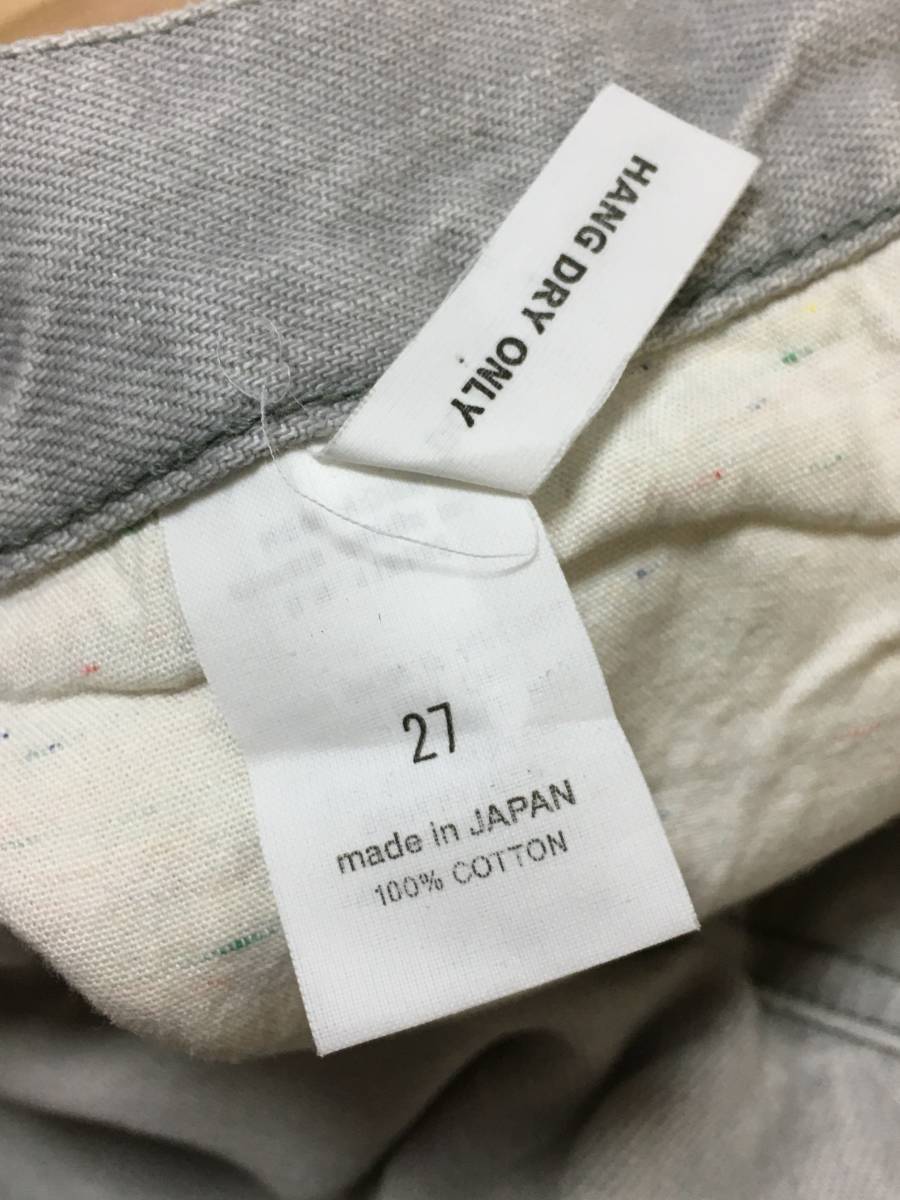 HANG DRY ONLY
27
made in JAPAN
100% COTTON